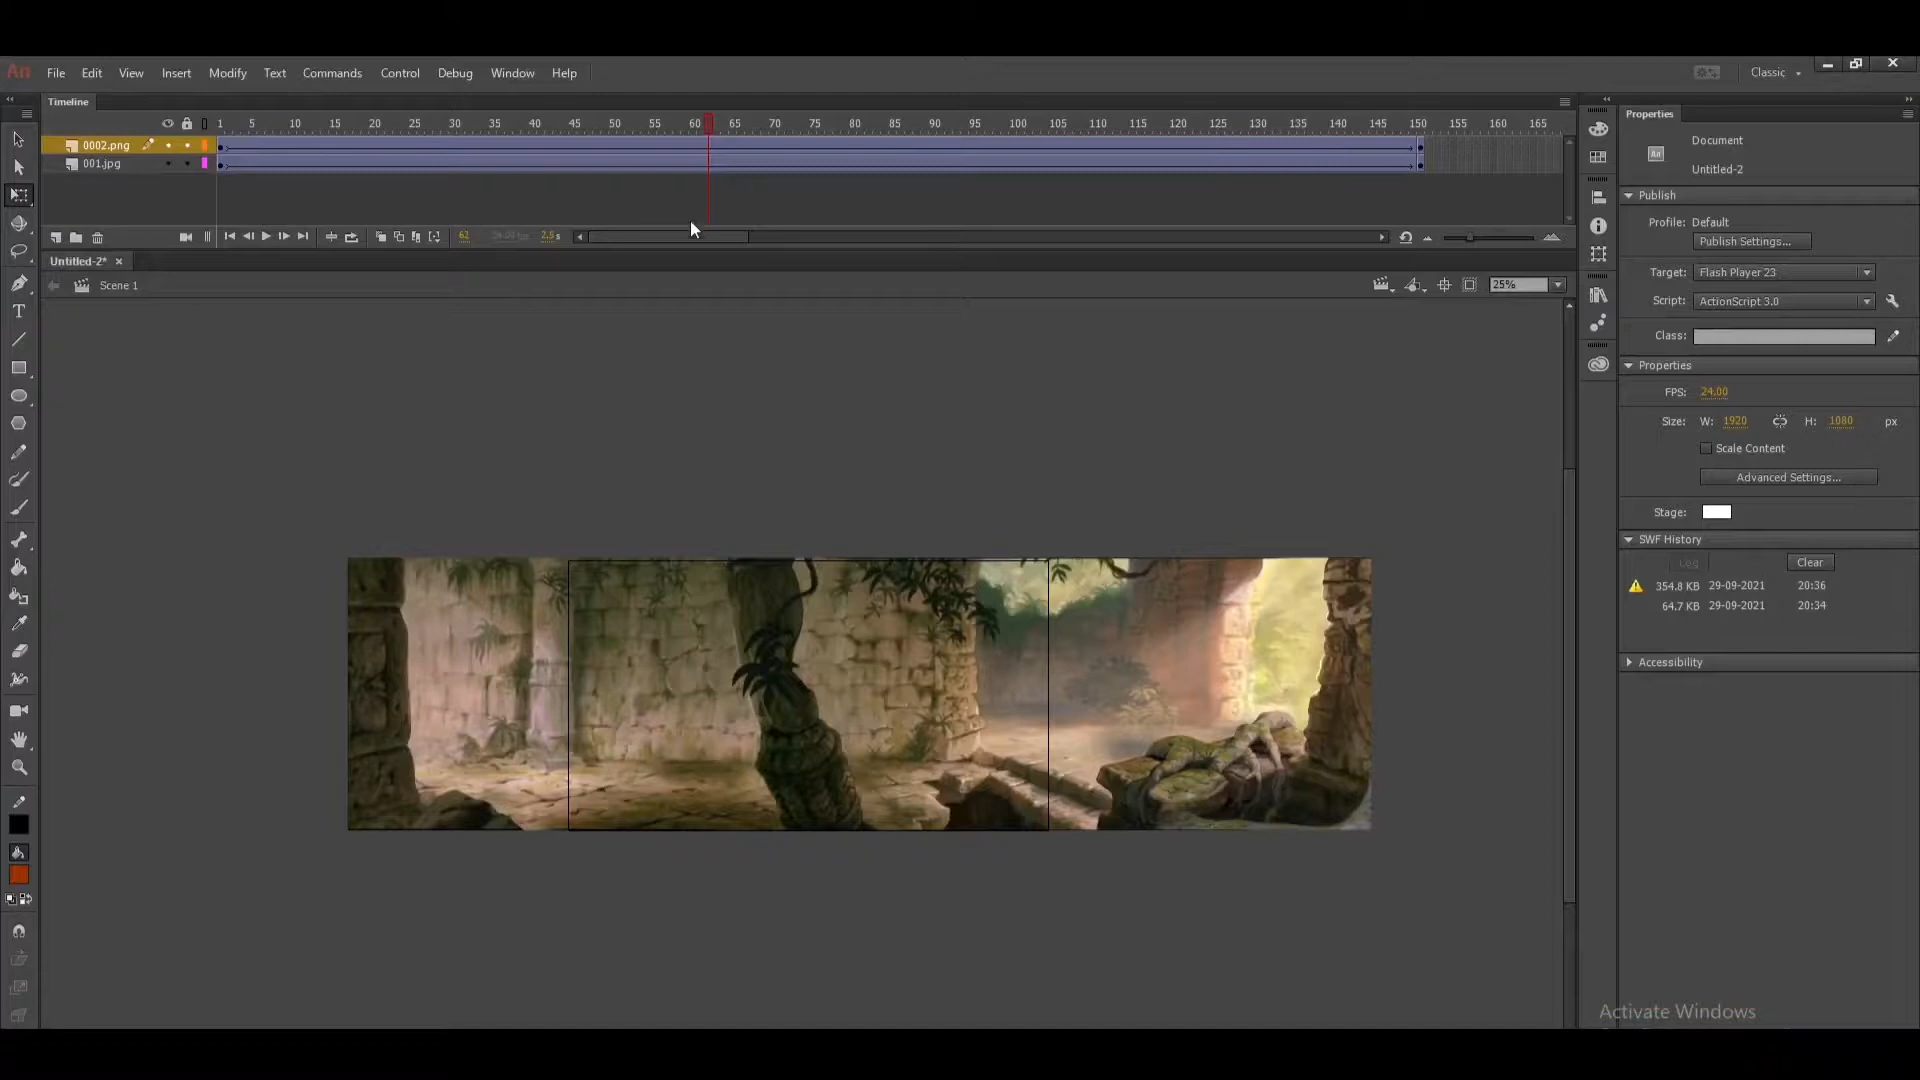 An File Edit View Insert Modify Text Commands Control Debug Window Help Classic
Timeline
1 5 10 15 20 25 30 35 40 45 50 55 60 65 70 75 80 85 90 95 100 105 110 115 120 125 130 135 140 145 150 155 160 165
0002.png
001.jpg
62 2.5 s
Untitled-2*
Scene 1
25%
Properties
An
Document
Untitled-2
Publish
Profile: Default
Publish Settings...
Target: Flash Player 23
Script: ActionScript 3.0
Class:
Properties
FPS: 24.00
Size: W: 1920 H: 1080 px
Scale Content
Advanced Settings...
Stage:
SWF History
Log Clear
354.8 KB 29-09-2021 20:36
64.7 KB 29-09-2021 20:34
Accessibility
Activate Windows